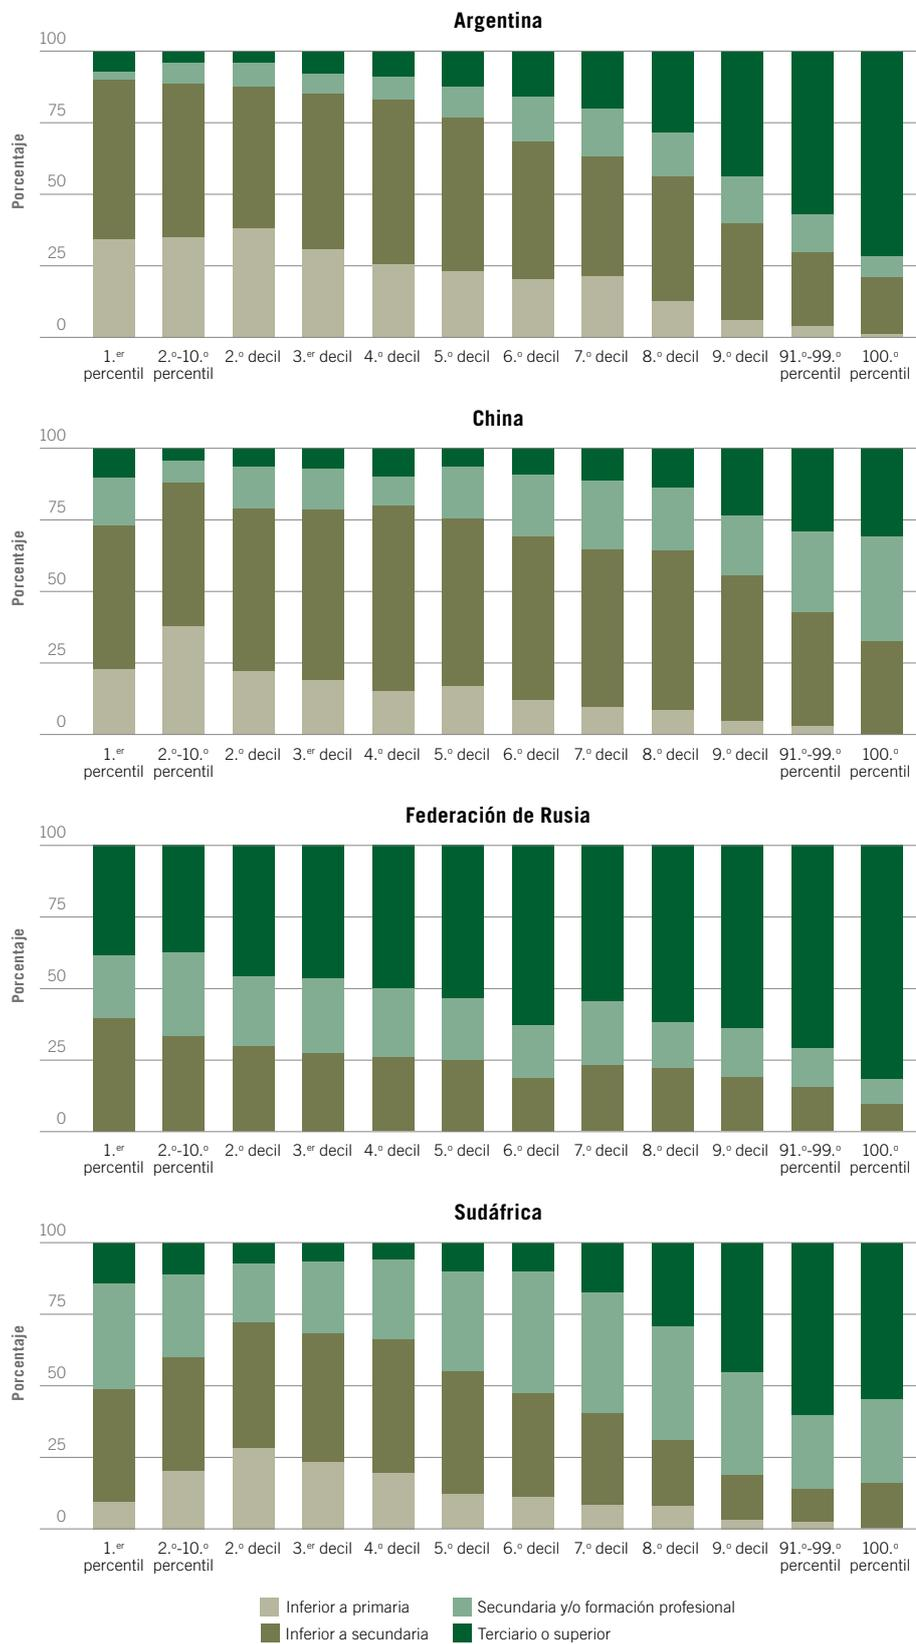 Argentina
Porcentaje
100
75
50
25
0
1.er 2.o-10.o 2.o decil 3.er decil 4.o decil 5.o decil 6.o decil 7.o decil 8.o decil 9.o decil 91.o-99.o 100.o
percentil percentil percentil percentil
China
Porcentaje
100
75
50
25
0
1.er 2.o-10.o 2.o decil 3.er decil 4.o decil 5.o decil 6.o decil 7.o decil 8.o decil 9.o decil 91.o-99.o 100.o
percentil percentil percentil percentil
Federación de Rusia
Porcentaje
100
75
50
25
0
1.er 2.o-10.o 2.o decil 3.er decil 4.o decil 5.o decil 6.o decil 7.o decil 8.o decil 9.o decil 91.o-99.o 100.o
percentil percentil percentil percentil
Sudáfrica
Porcentaje
100
75
50
25
0
1.er 2.o-10.o 2.o decil 3.er decil 4.o decil 5.o decil 6.o decil 7.o decil 8.o decil 9.o decil 91.o-99.o 100.o
percentil percentil percentil percentil
Inferior a primaria Secundaria y/o formación profesional
Inferior a secundaria Terciario o superior